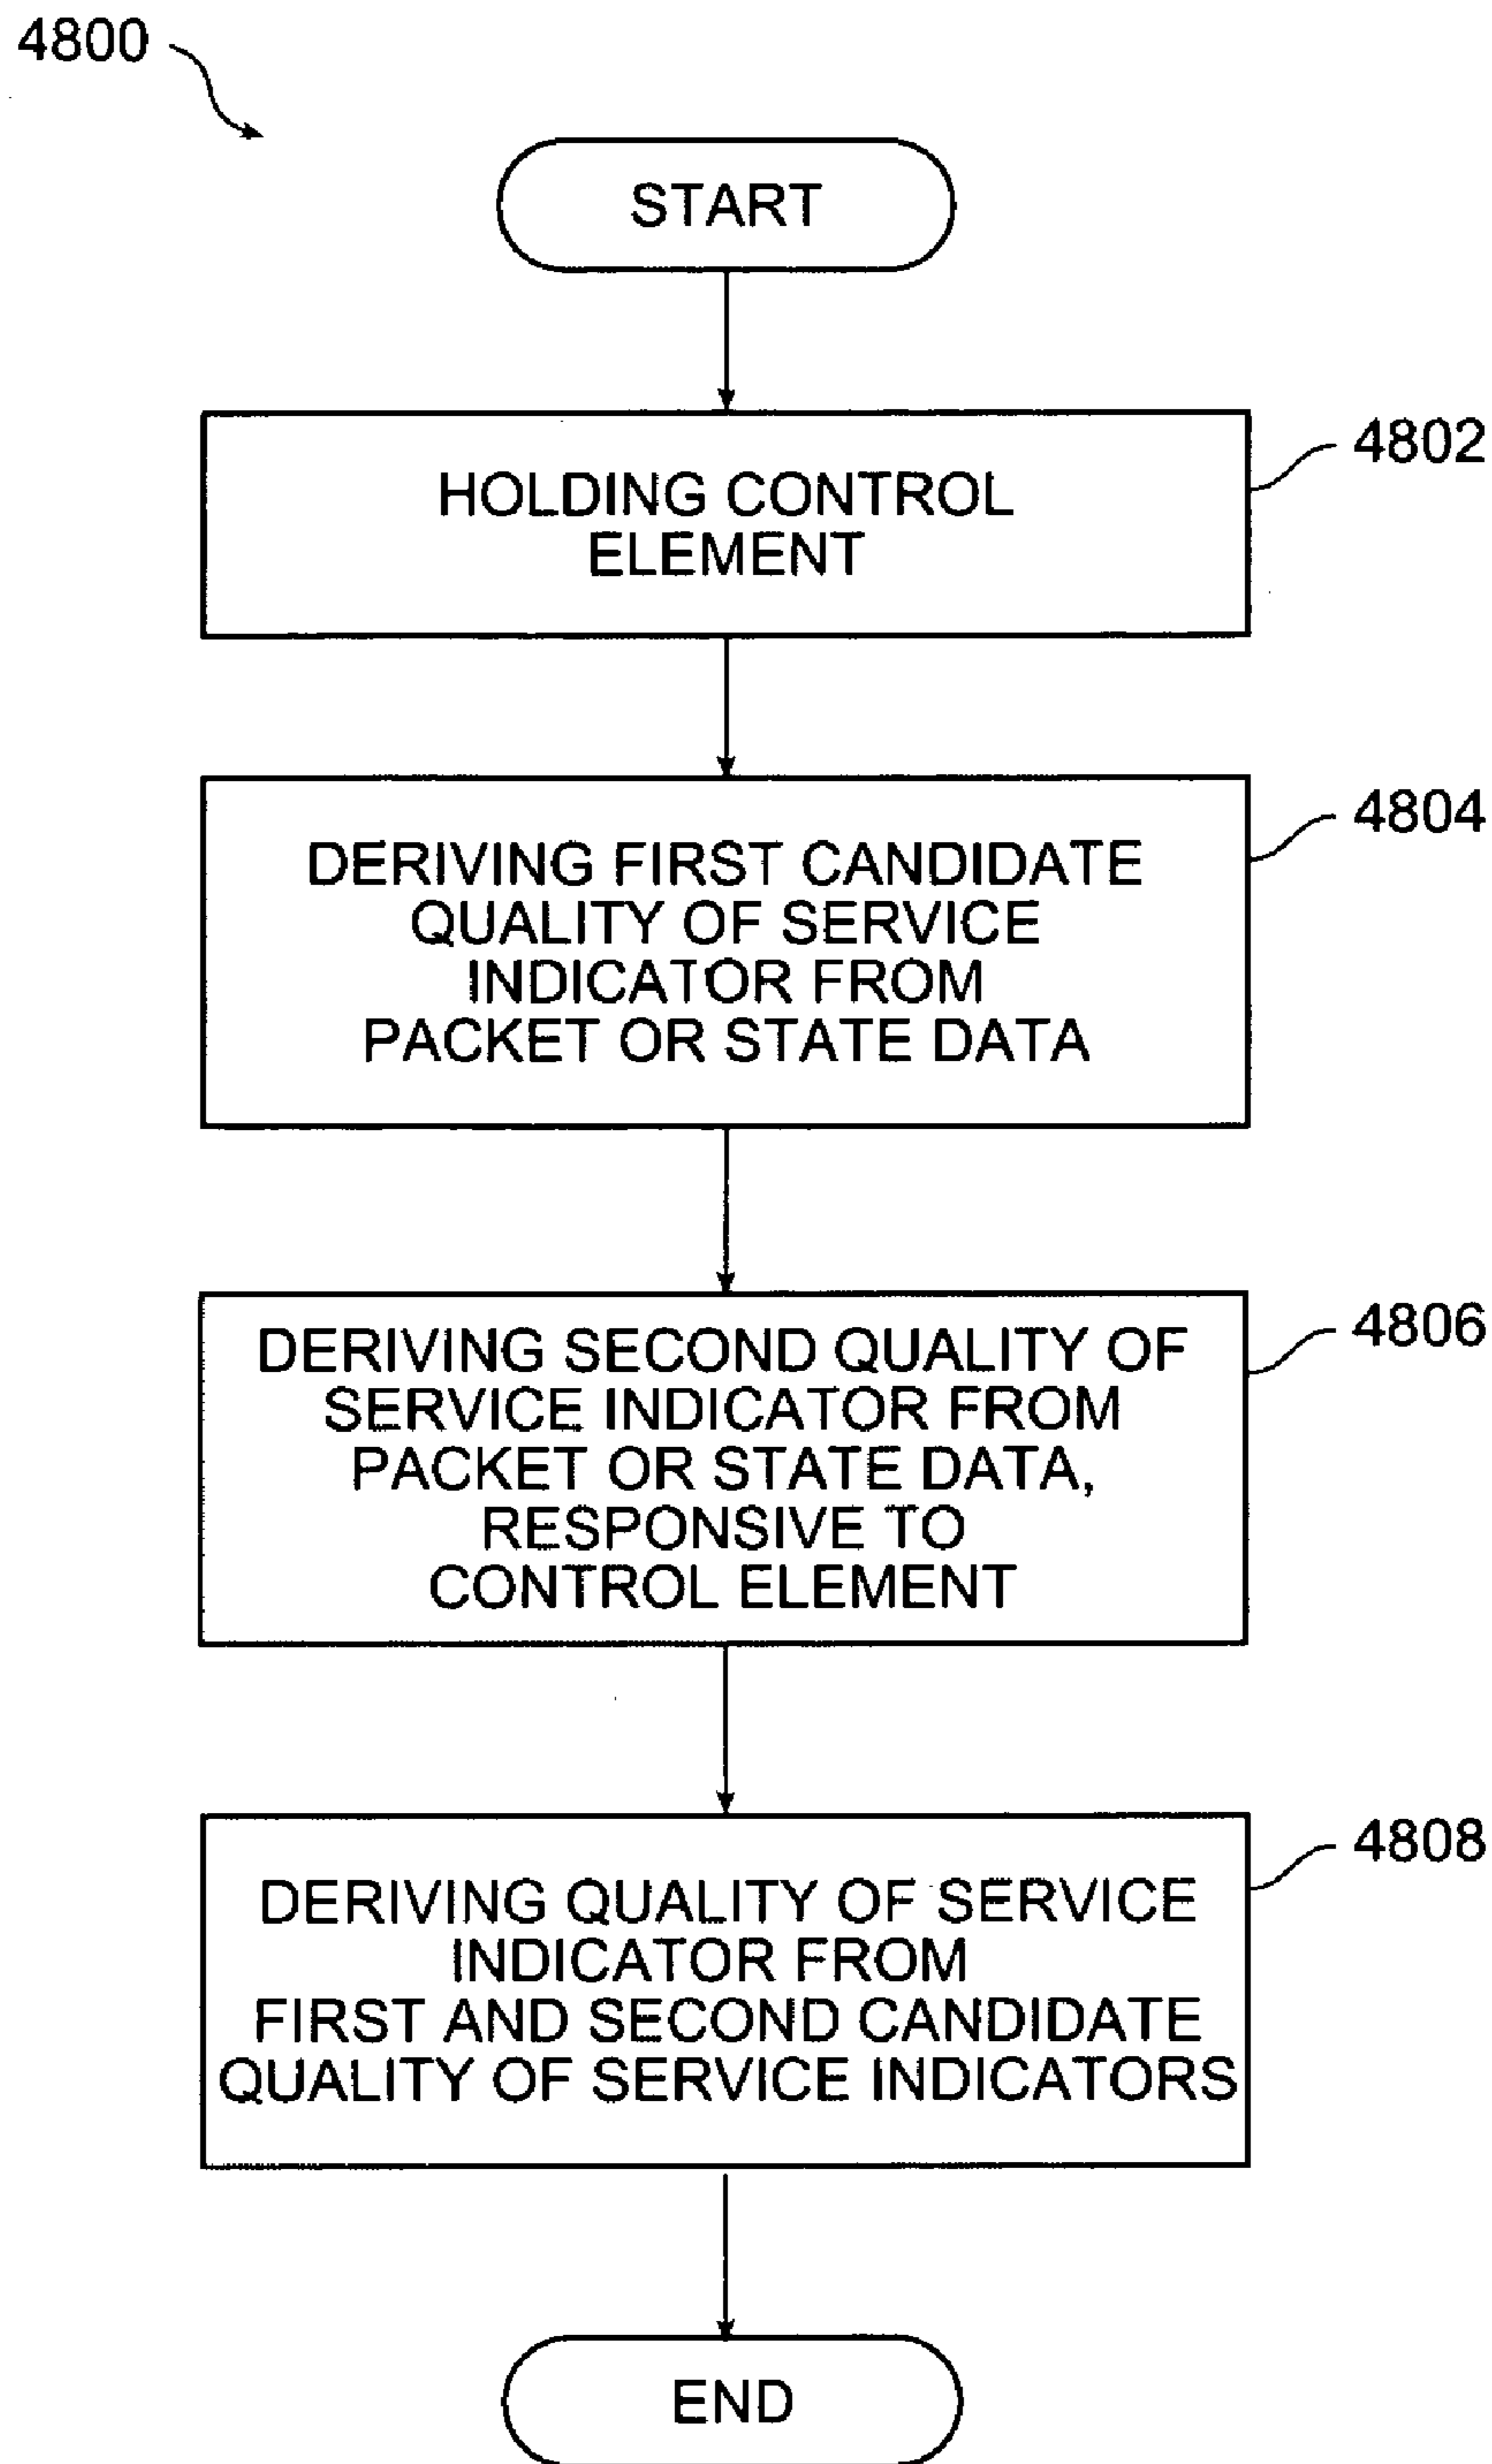 4800
START
HOLDING CONTROL
ELEMENT
4802
DERIVING FIRST CANDIDATE
QUALITY OF SERVICE
INDICATOR FROM
PACKET OR STATE DATA
4804
DERIVING SECOND QUALITY OF
SERVICE INDICATOR FROM
PACKET OR STATE DATA,
RESPONSIVE TO
CONTROL ELEMENT
4806
DERIVING QUALITY OF SERVICE
INDICATOR FROM
FIRST AND SECOND CANDIDATE
QUALITY OF SERVICE INDICATORS
4808
END